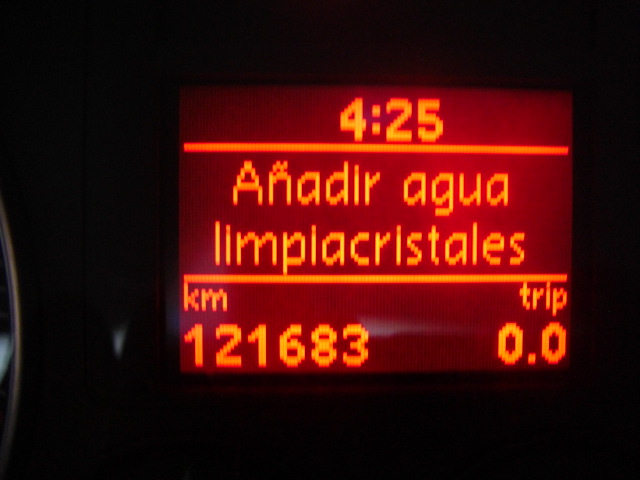 4:25
Añadir agua
limpiacristales
km trip
121683 0.0